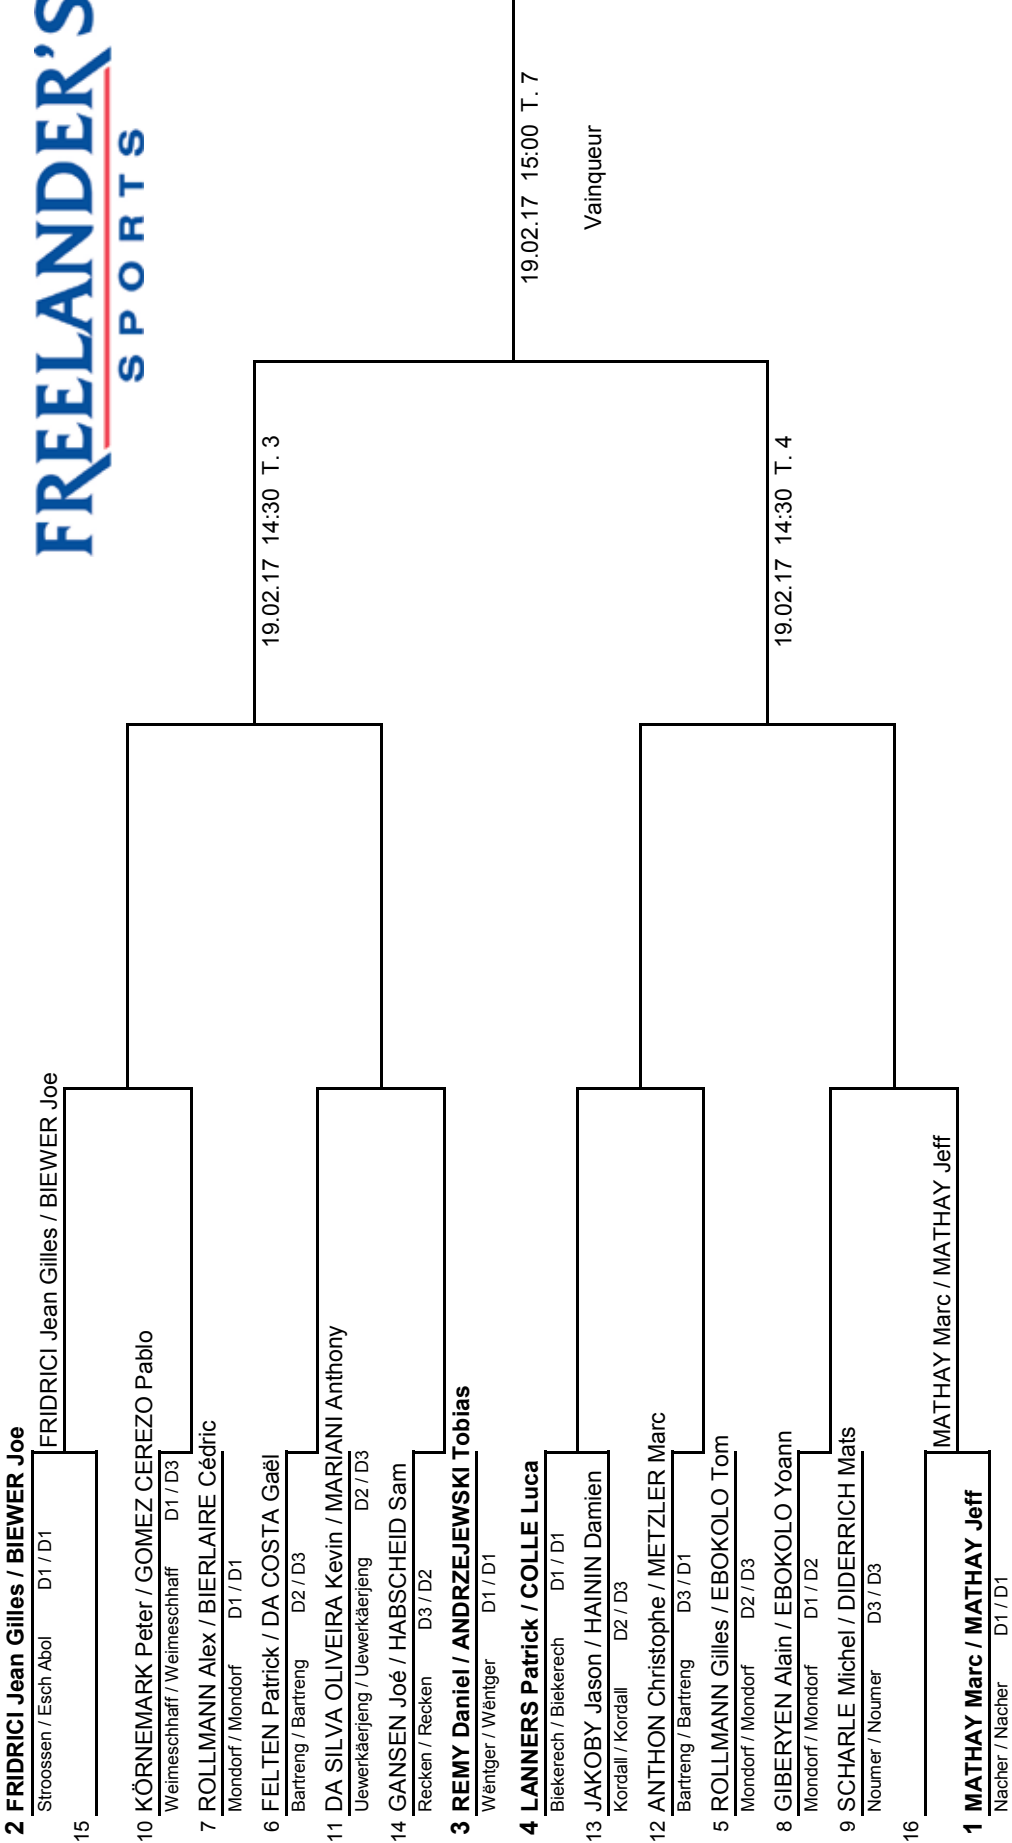 FREELANDER'S
SPORTS
2 FRIDRICI Jean Gilles / BIEWER Joe
Stroossen / Esch Abol D1 / D1
FRIDRICI Jean Gilles / BIEWER Joe
15
10 KÖRNEMARK Peter / GOMEZ CEREZO Pablo
Weimeschhaff / Weimeschhaff D1 / D3
7 ROLLMANN Alex / BIERLAIRE Cédric
Mondorf / Mondorf D1 / D1
19.02.17 14:30 T. 3
6 FELTEN Patrick / DA COSTA Gaël
Bartreng / Bartreng D2 / D3
11 DA SILVA OLIVEIRA Kevin / MARIANI Anthony
Uewerkäerjeng / Uewerkäerjeng D2 / D3
14 GANSEN Joé / HABSCHEID Sam
Recken / Recken D3 / D2
3 REMY Daniel / ANDRZEJEWSKI Tobias
Wëntger / Wëntger D1 / D1
19.02.17 15:00 T. 7
Vainqueur
4 LANNERS Patrick / COLLE Luca
Biekerech / Biekerech D1 / D1
13 JAKOBY Jason / HAININ Damien
Kordall / Kordall D2 / D3
12 ANTHON Christophe / METZLER Marc
Bartreng / Bartreng D3 / D1
5 ROLLMANN Gilles / EBOKOLO Tom
Mondorf / Mondorf D2 / D3
19.02.17 14:30 T. 4
8 GIBERYEN Alain / EBOKOLO Yoann
Mondorf / Mondorf D1 / D2
9 SCHARLE Michel / DIDERRICH Mats
Noumer / Noumer D3 / D3
16
MATHAY Marc / MATHAY Jeff
1 MATHAY Marc / MATHAY Jeff
Nacher / Nacher D1 / D1